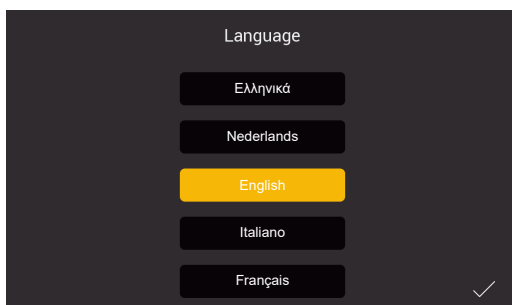 Language
Ελληνικά
Nederlands
English
Italiano
Français